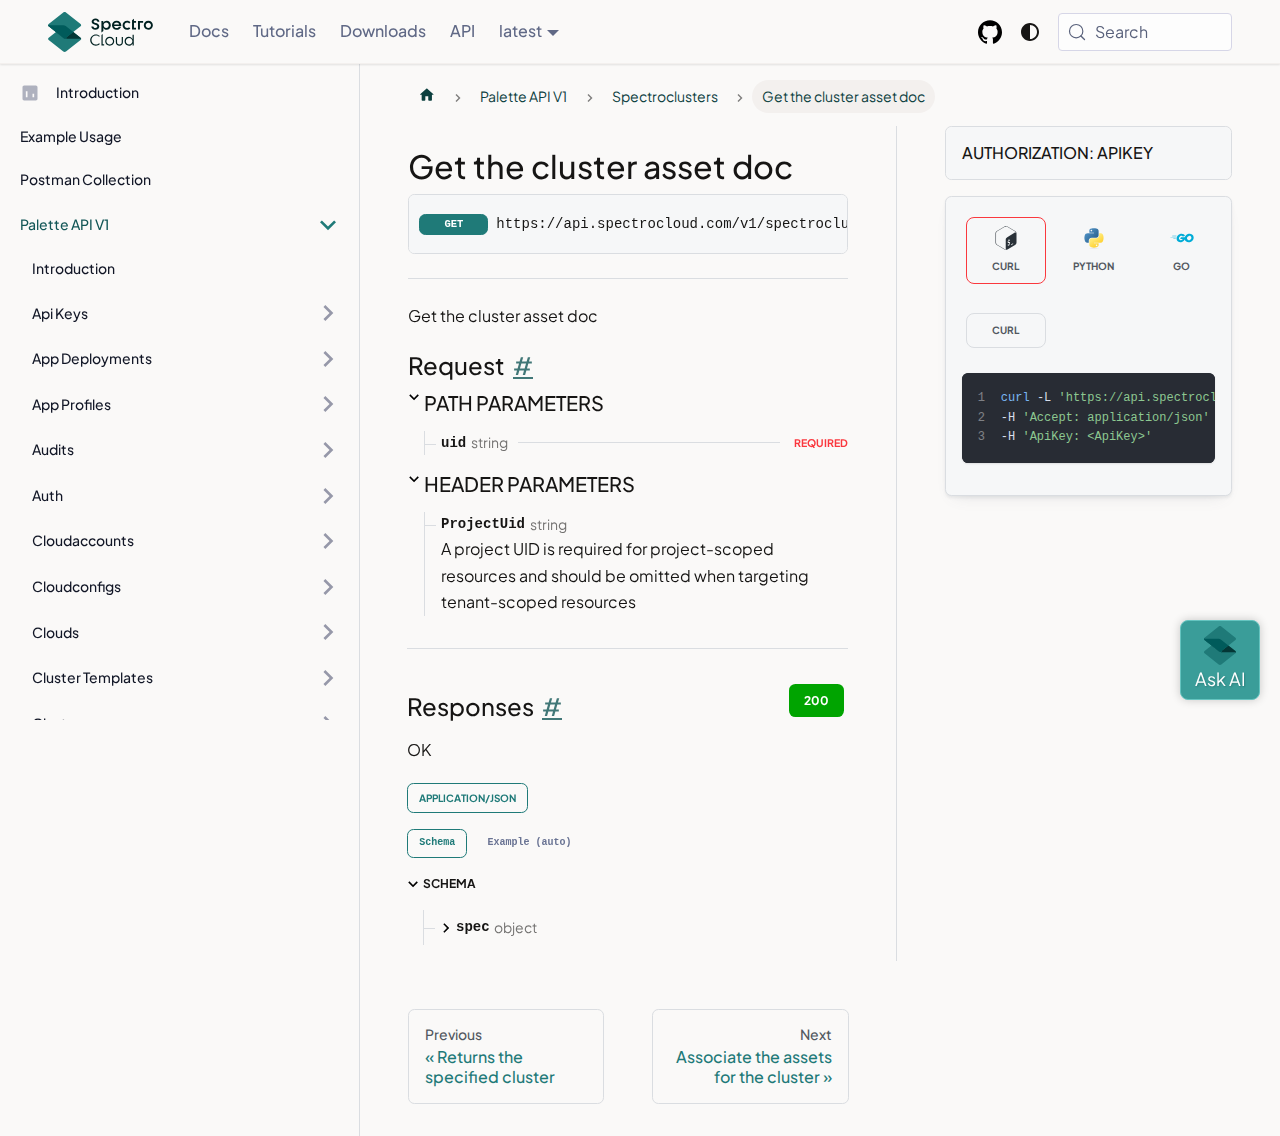 Spectro Cloud
Docs
Tutorials
Downloads
API
latest
Search
Introduction
Example Usage
Postman Collection
Palette API V1
Introduction
Api Keys
App Deployments
App Profiles
Audits
Auth
Cloudaccounts
Cloudconfigs
Clouds
Cluster Templates
Palette API V1
Spectroclusters
Get the cluster asset doc
Get the cluster asset doc
GET https://api.spectrocloud.com/v1/spectroclu
Get the cluster asset doc
Request #
PATH PARAMETERS
uid string REQUIRED
HEADER PARAMETERS
ProjectUid string
A project UID is required for project-scoped
resources and should be omitted when targeting
tenant-scoped resources
Responses #
200
OK
APPLICATION/JSON
Schema
Example (auto)
SCHEMA
spec object
Previous
« Returns the
specified cluster
Next
Associate the assets
for the cluster »
AUTHORIZATION: APIKEY
CURL
PYTHON
GO
CURL
1 curl -L 'https://api.spectrocl
2 -H 'Accept: application/json'
3 -H 'ApiKey: <ApiKey>'
Ask AI